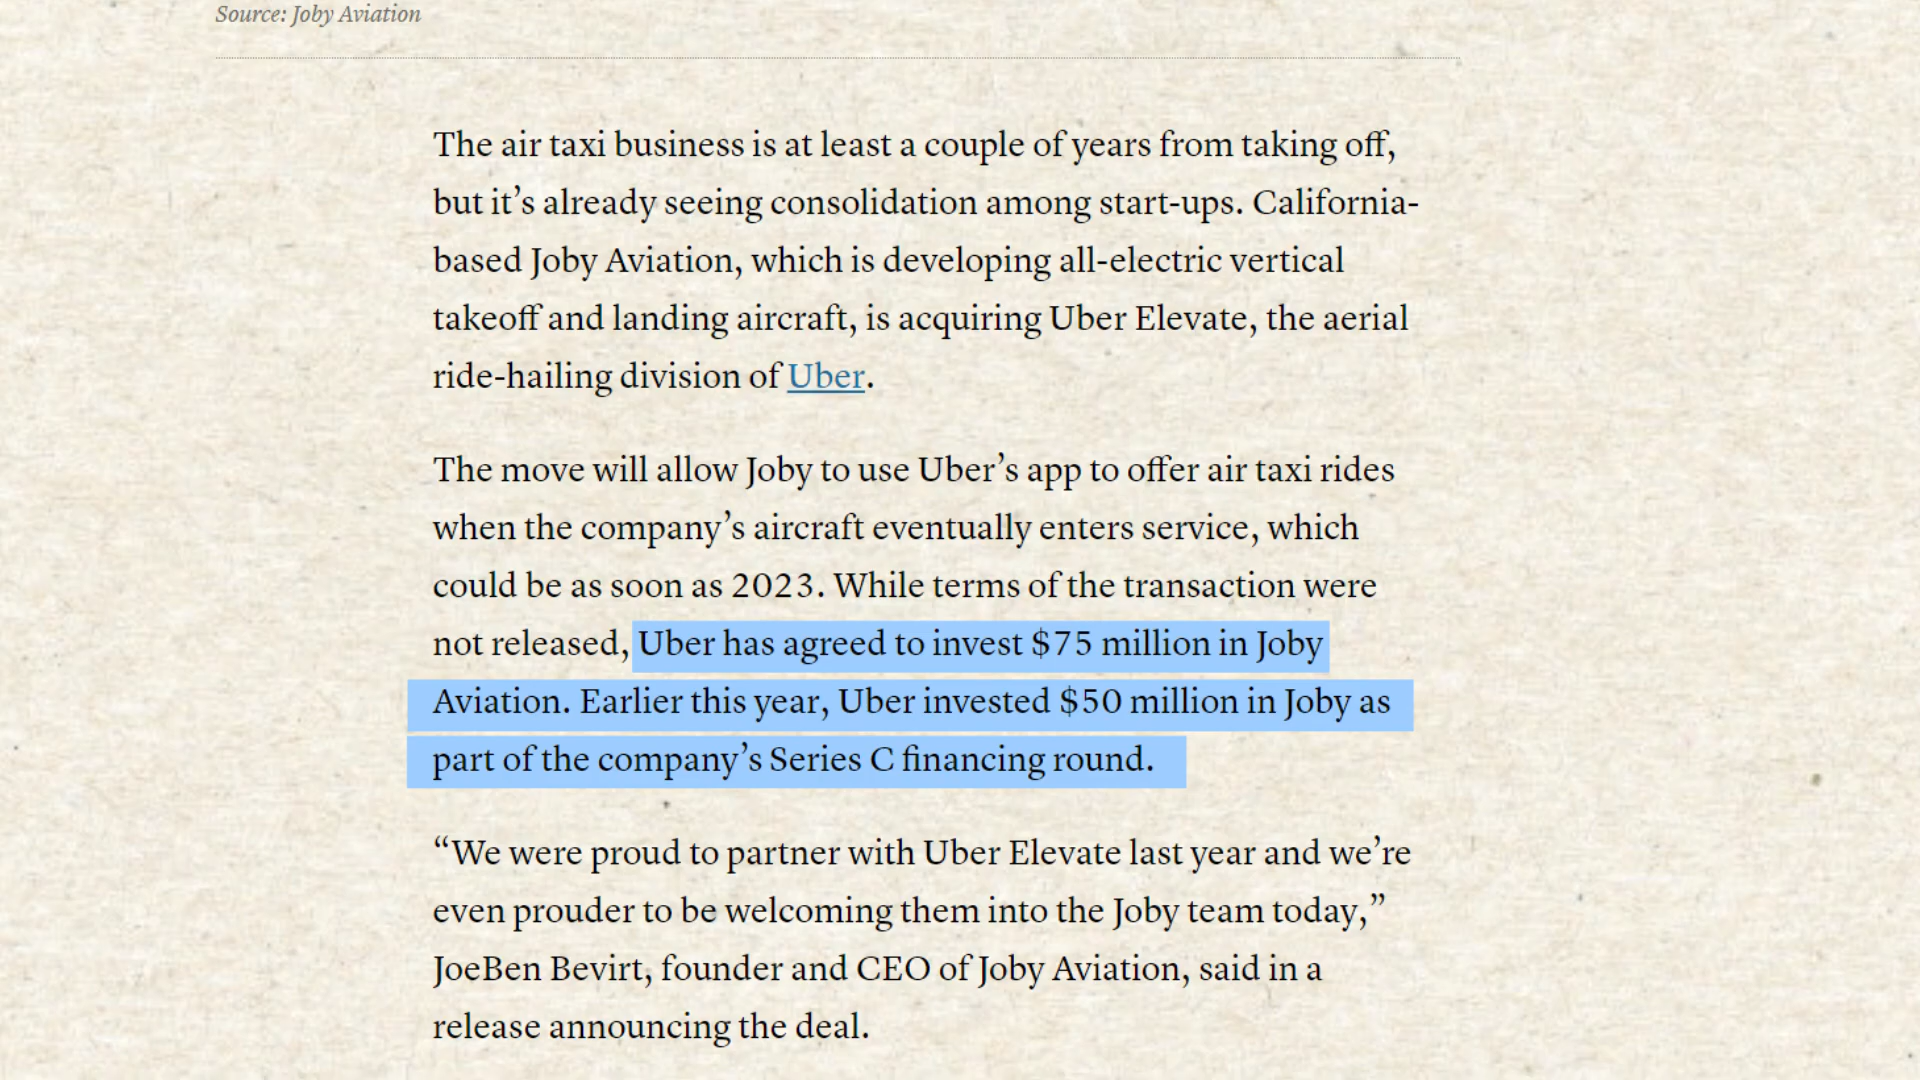 Source: Joby Aviation
The air taxi business is at least a couple of years from taking off,
but it’s already seeing consolidation among start-ups. California-
based Joby Aviation, which is developing all-electric vertical
takeoff and landing aircraft, is acquiring Uber Elevate, the aerial
ride-hailing division of Uber.
The move will allow Joby to use Uber’s app to offer air taxi rides
when the company’s aircraft eventually enters service, which
could be as soon as 2023. While terms of the transaction were
not released, Uber has agreed to invest $75 million in Joby
Aviation. Earlier this year, Uber invested $50 million in Joby as
part of the company’s Series C financing round.
“We were proud to partner with Uber Elevate last year and we’re
even prouder to be welcoming them into the Joby team today,”
JoeBen Bevirt, founder and CEO of Joby Aviation, said in a
release announcing the deal.